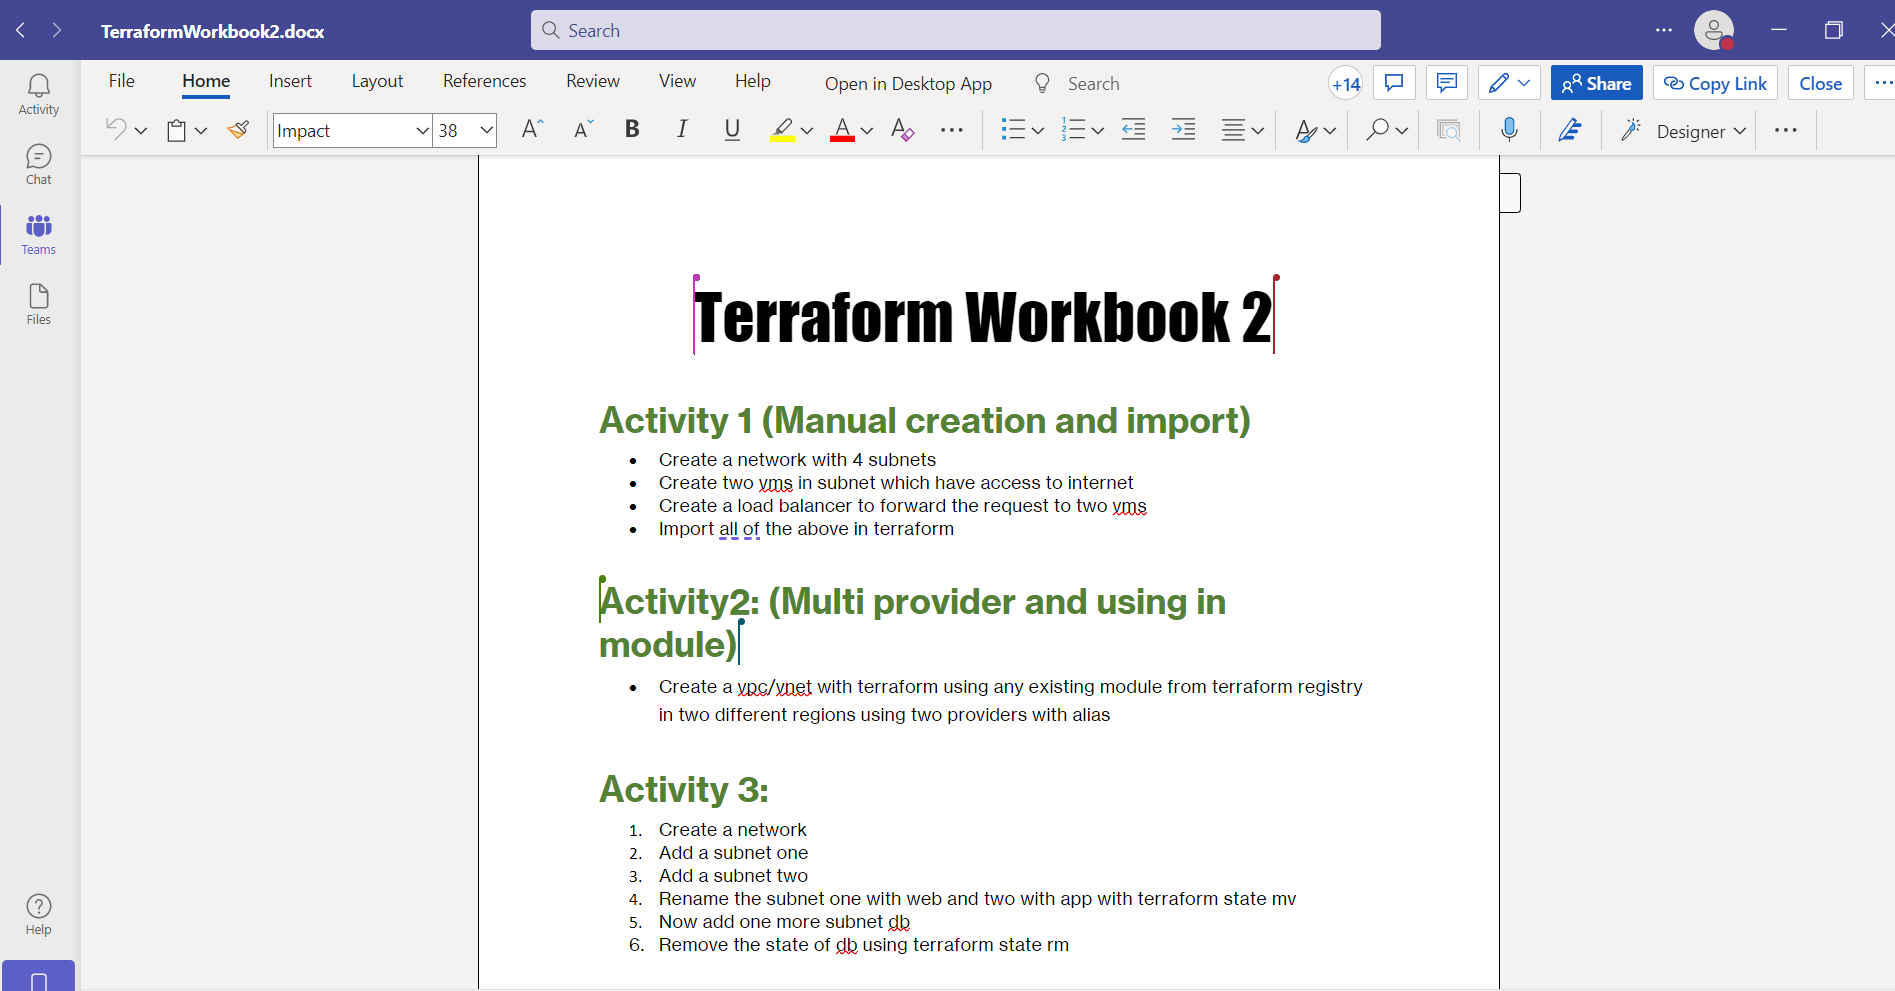 TerraformWorkbook2.docx
Search
Activity
Chat
Teams
Files
Help
File Home Insert Layout References Review View Help Open in Desktop App Search
+14 Share Copy Link Close
Impact 38 A A B I U A A Designer
Terraform Workbook 2
Activity 1 (Manual creation and import)
• Create a network with 4 subnets
• Create two vms in subnet which have access to internet
• Create a load balancer to forward the request to two vms
• Import all of the above in terraform
Activity2: (Multi provider and using in
module)
• Create a vpc/vnet with terraform using any existing module from terraform registry
in two different regions using two providers with alias
Activity 3:
1. Create a network
2. Add a subnet one
3. Add a subnet two
4. Rename the subnet one with web and two with app with terraform state mv
5. Now add one more subnet db
6. Remove the state of db using terraform state rm